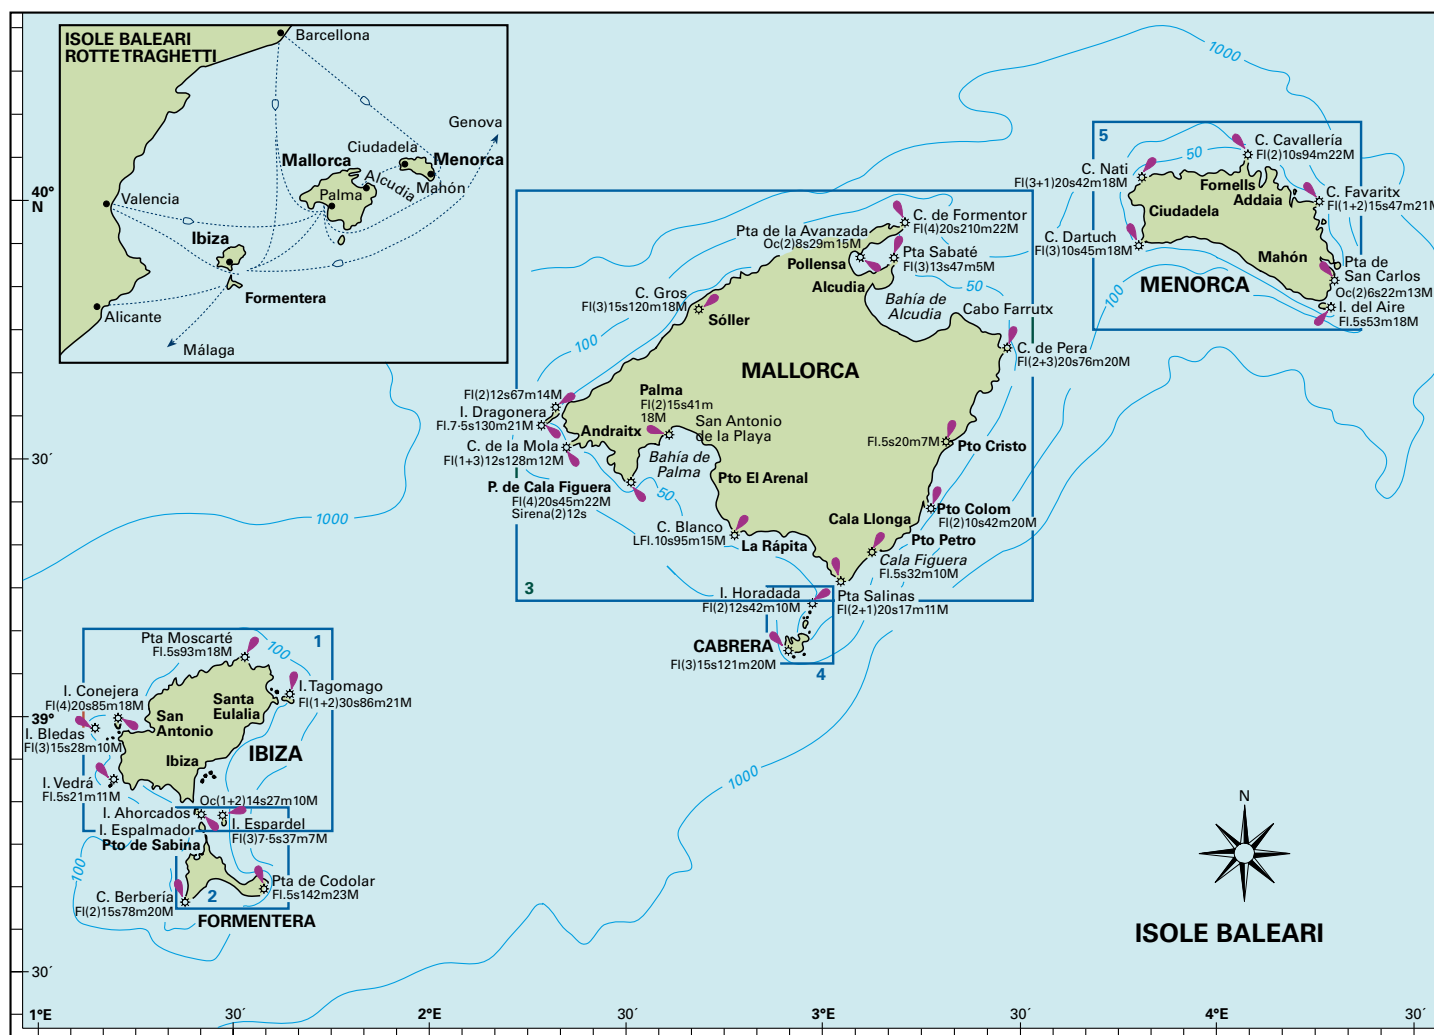 ISOLE BALEARI
ROTTE TRAGHETTI
Barcellona
Genova
Ciudadela
Mallorca
Menorca
Alcudia
Mahón
Palma
Valencia
Ibiza
Formentera
Alicante
Málaga
1000
5
C. Cavallería
Fl(2)10s94m22M
50
C. Nati
Fl(3+1)20s42m18M
Fornells
Addaia
C. Favaritx
Fl(1+2)15s47m21M
Ciudadela
C. Dartuch
Fl(3)10s45m18M
Mahón
Pta de
San Carlos
Oc(2)6s22m13M
MENORCA
I. del Aire
Fl.5s53m18M
100
40°
N
C. de Formentor
Fl(4)20s210m22M
Pta de la Avanzada
Oc(2)8s29m15M
Pta Sabaté
Fl(3)13s47m5M
Pollensa
Alcudia
50
Bahía de
Alcudia
Cabo Farrutx
C. Gros
Fl(3)15s120m18M
Sóller
100
C. de Pera
Fl(2+3)20s76m20M
MALLORCA
Fl(2)12s67m14M
I. Dragonera
Fl.7·5s130m21M
Palma
Fl(2)15s41m
18M
San Antonio
de la Playa
Andraitx
C. de la Mola
Fl(1+3)12s128m12M
Bahía de
Palma
Fl.5s20m7M
Pto Cristo
30´
Pto El Arenal
P. de Cala Figuera
Fl(4)20s45m22M
Sirena(2)12s
50
1000
Pto Colom
Fl(2)10s42m20M
Cala Llonga
C. Blanco
LFl.10s95m15M
La Rápita
Pto Petro
Cala Figuera
Fl.5s32m10M
3
I. Horadada
Fl(2)12s42m10M
Pta Salinas
Fl(2+1)20s17m11M
CABRERA
Fl(3)15s121m20M
4
1
Pta Moscarté
Fl.5s93m18M
100
I. Conejera
Fl(4)20s85m18M
I. Tagomago
Fl(1+2)30s86m21M
Santa
Eulalia
San
Antonio
39°
I. Bledas
Fl(3)15s28m10M
IBIZA
Ibiza
I. Vedrá
Fl.5s21m11M
1000
Oc(1+2)14s27m10M
I. Ahorcados
I. Espardel
Fl(3)7·5s37m7M
I. Espalmador
Pto de Sabina
100
Pta de Codolar
Fl.5s142m23M
2
C. Berbería
Fl(2)15s78m20M
FORMENTERA
N
ISOLE BALEARI
30´
1°E
30´
2°E
30´
3°E
30´
4°E
30´